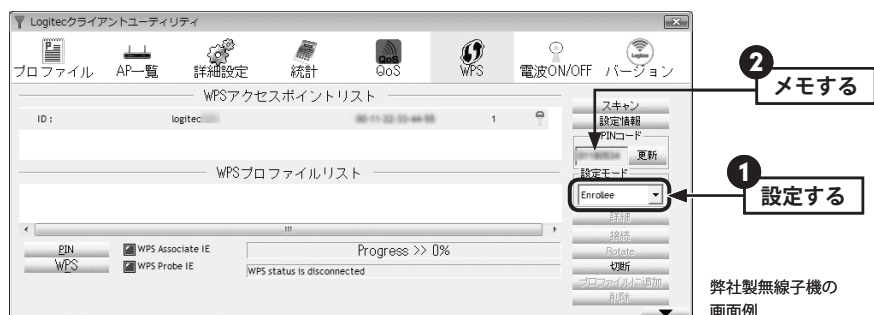 Logitecクライアントユーティリティ
プロファイル AP一覧 詳細設定 統計 QoS WPS 電波ON/OFF バージョン
WPSアクセスポイントリスト
ID : logitec 1
スキャン
設定情報
PINコード
更新
2 メモする
WPSプロファイルリスト
設定モード
Enrollee
1 設定する
詳細
接続
Rotate
切断
プロファイルに追加
削除
PIN WPS Associate IE Progress >> 0%
WPS WPS Probe IE WPS status is disconnected
弊社製無線子機の
画面例